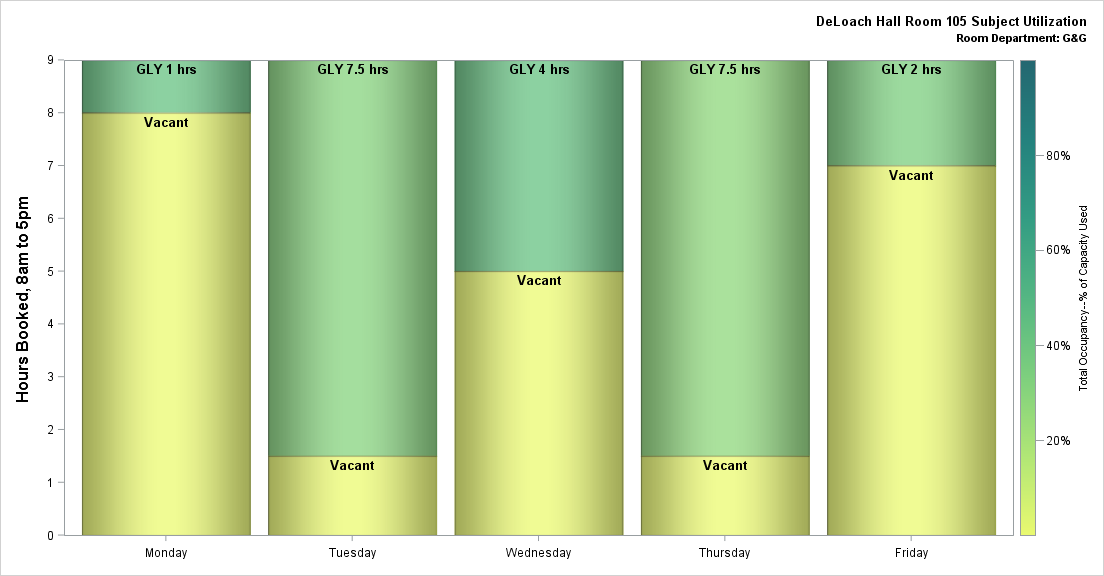 DeLoach Hall Room 105 Subject Utilization
Room Department: G&G
Hours Booked, 8am to 5pm
9
8
7
6
5
4
3
2
1
0
GLY 1 hrs
Vacant
GLY 7.5 hrs
Vacant
GLY 4 hrs
Vacant
GLY 7.5 hrs
Vacant
GLY 2 hrs
Vacant
Monday
Tuesday
Wednesday
Thursday
Friday
80%
60%
40%
20%
Total Occupancy--% of Capacity Used